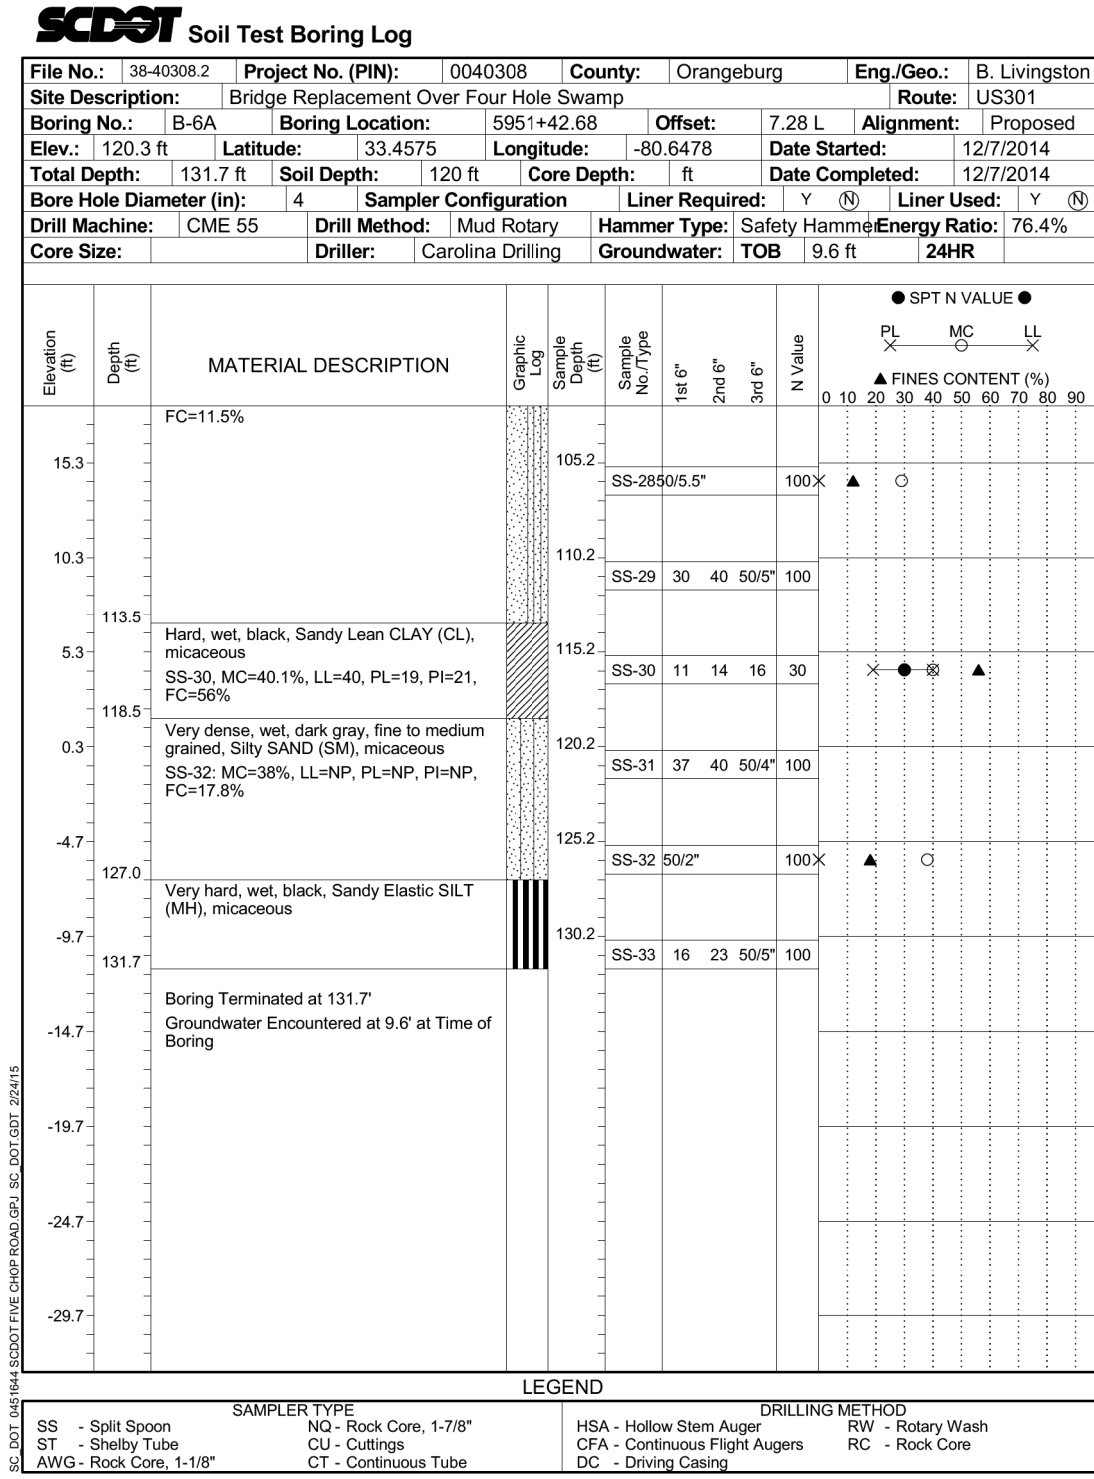 SCDOT Soil Test Boring Log
File No.: 38-40308.2 Project No. (PIN): 0040308 County: Orangeburg Eng./Geo.: B. Livingston
Site Description: Bridge Replacement Over Four Hole Swamp Route: US301
Boring No.: B-6A Boring Location: 5951+42.68 Offset: 7.28 L Alignment: Proposed
Elev.: 120.3 ft Latitude: 33.4575 Longitude: -80.6478 Date Started: 12/7/2014
Total Depth: 131.7 ft Soil Depth: 120 ft Core Depth: ft Date Completed: 12/7/2014
Bore Hole Diameter (in): 4 Sampler Configuration Liner Required: Y N Liner Used: Y N
Drill Machine: CME 55 Drill Method: Mud Rotary Hammer Type: Safety Hammer Energy Ratio: 76.4%
Core Size: Driller: Carolina Drilling Groundwater: TOB 9.6 ft 24HR
Elevation (ft) Depth (ft) MATERIAL DESCRIPTION Graphic Log Sample Depth (ft) Sample No./Type 1st 6" 2nd 6" 3rd 6" N Value
SPT N VALUE
PL MC LL
FINES CONTENT (%)
0 10 20 30 40 50 60 70 80 90
FC=11.5%
15.3 105.2
SS-28 50/5.5" 100
10.3 110.2
SS-29 30 40 50/5" 100
113.5
Hard, wet, black, Sandy Lean CLAY (CL),
micaceous
5.3 115.2
SS-30, MC=40.1%, LL=40, PL=19, PI=21,
FC=56%
SS-30 11 14 16 30
118.5
Very dense, wet, dark gray, fine to medium
grained, Silty SAND (SM), micaceous
0.3 120.2
SS-32: MC=38%, LL=NP, PL=NP, PI=NP,
FC=17.8%
SS-31 37 40 50/4" 100
-4.7 125.2
SS-32 50/2" 100
127.0
Very hard, wet, black, Sandy Elastic SILT
(MH), micaceous
-9.7 130.2
SS-33 16 23 50/5" 100
131.7
Boring Terminated at 131.7'
Groundwater Encountered at 9.6' at Time of
Boring
-14.7
-19.7
-24.7
-29.7
SC_DOT 0451644 SCDOT FIVE CHOP ROAD.GPJ SC_DOT.GDT 2/24/15
LEGEND
SAMPLER TYPE DRILLING METHOD
SS - Split Spoon NQ - Rock Core, 1-7/8" HSA - Hollow Stem Auger RW - Rotary Wash
ST - Shelby Tube CU - Cuttings CFA - Continuous Flight Augers RC - Rock Core
AWG - Rock Core, 1-1/8" CT - Continuous Tube DC - Driving Casing